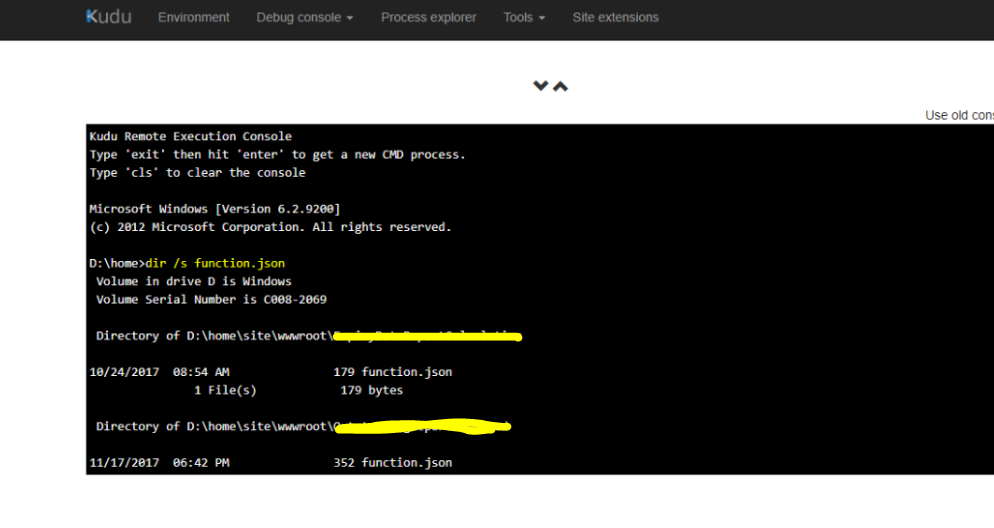 Kudu Environment Debug console Process explorer Tools Site extensions
Use old cons
Kudu Remote Execution Console
Type 'exit' then hit 'enter' to get a new CMD process.
Type 'cls' to clear the console
Microsoft Windows [Version 6.2.9200]
(c) 2012 Microsoft Corporation. All rights reserved.
D:\home>dir /s function.json
Volume in drive D is Windows
Volume Serial Number is C008-2069
Directory of D:\home\site\wwwroot\
10/24/2017 08:54 AM 179 function.json
1 File(s) 179 bytes
Directory of D:\home\site\wwwroot\
11/17/2017 06:42 PM 352 function.json